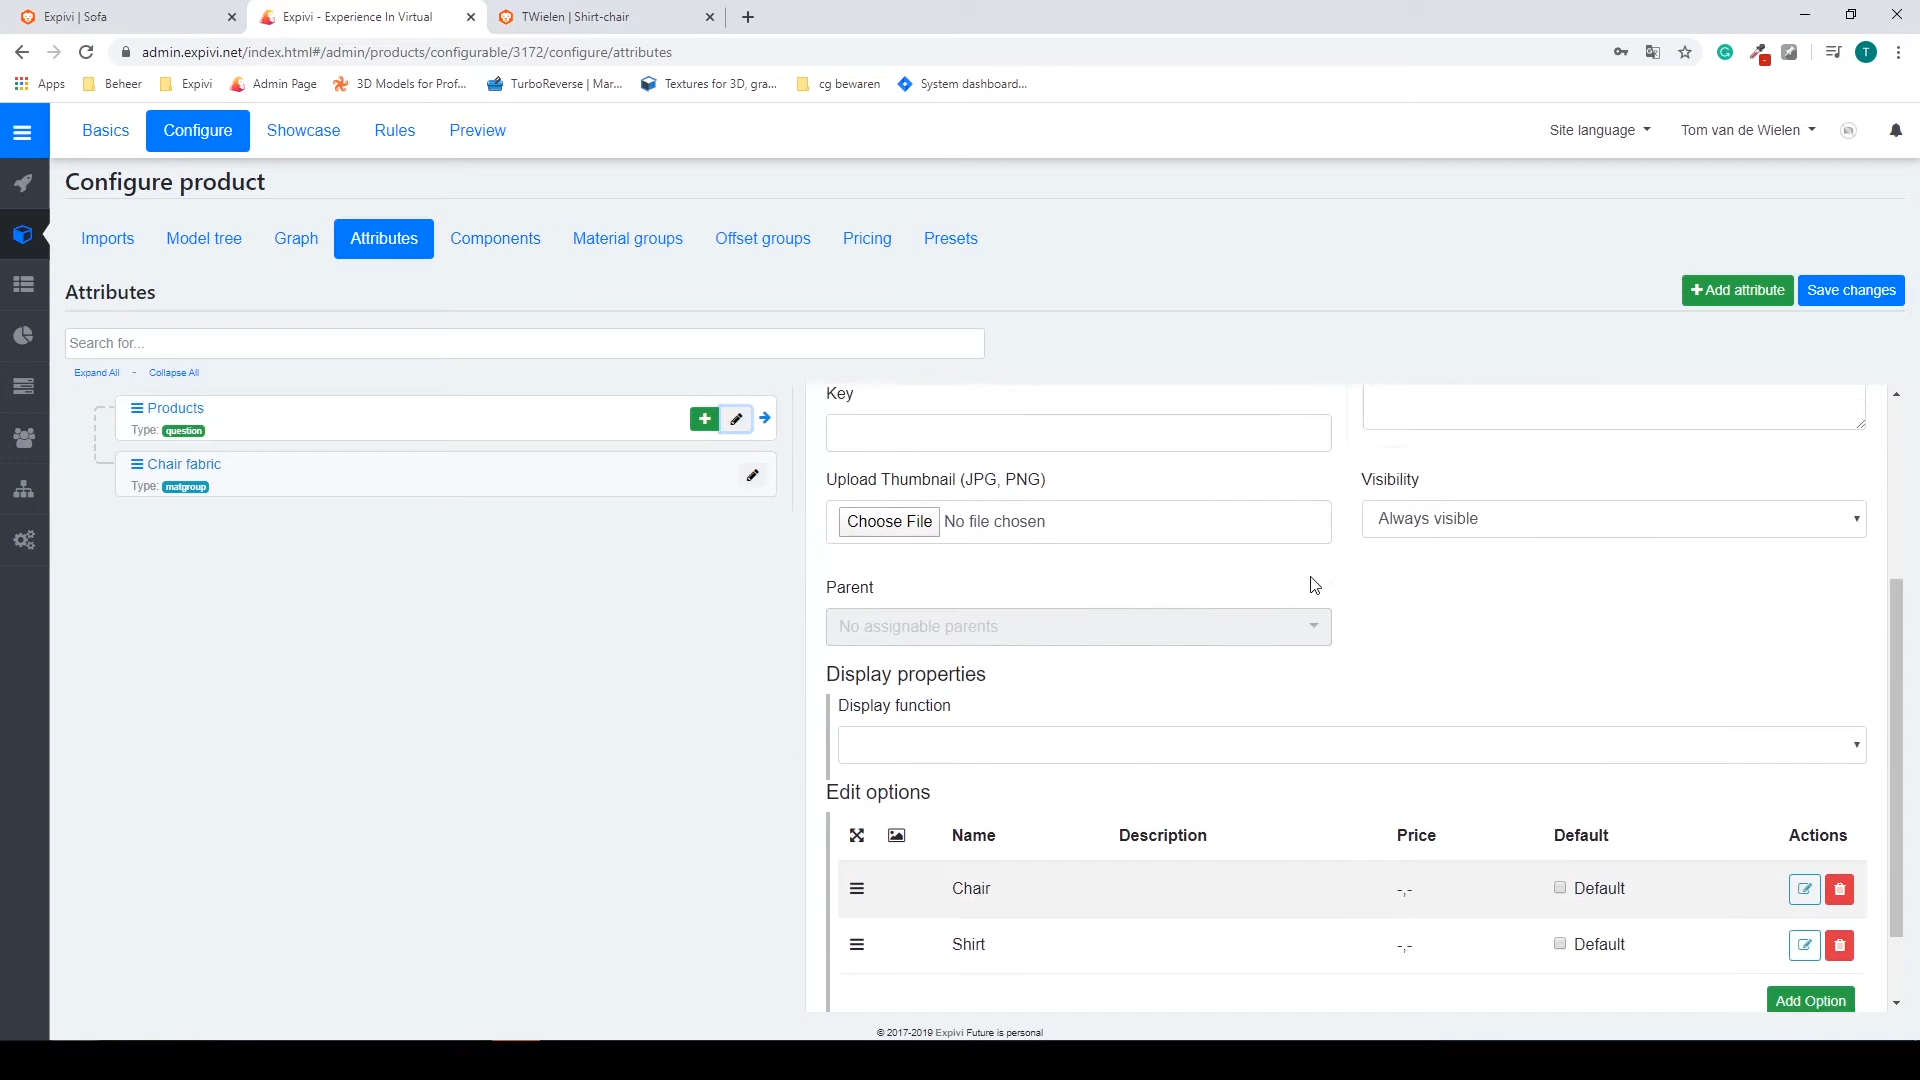 Expivi | Sofa
Expivi - Experience In Virtual
TWielen | Shirt-chair
admin.expivi.net/index.html#/admin/products/configurable/3172/configure/attributes
T
Apps
Beheer
Expivi
Admin Page
3D Models for Prof...
TurboReverse | Mar...
Textures for 3D, gra...
cg bewaren
System dashboard...
Basics
Configure
Showcase
Rules
Preview
Site language
Tom van de Wielen
Configure product
Imports
Model tree
Graph
Attributes
Components
Material groups
Offset groups
Pricing
Presets
Attributes
Add attribute
Save changes
Search for...
Expand All - Collapse All
Products
Type: question
Chair fabric
Type: matgroup
Key
Upload Thumbnail (JPG, PNG)
Choose File No file chosen
Visibility
Always visible
Parent
No assignable parents
Display properties
Display function
Edit options
Name Description Price Default Actions
Chair -,- Default
Shirt -,- Default
Add Option
© 2017-2019 Expivi Future is personal